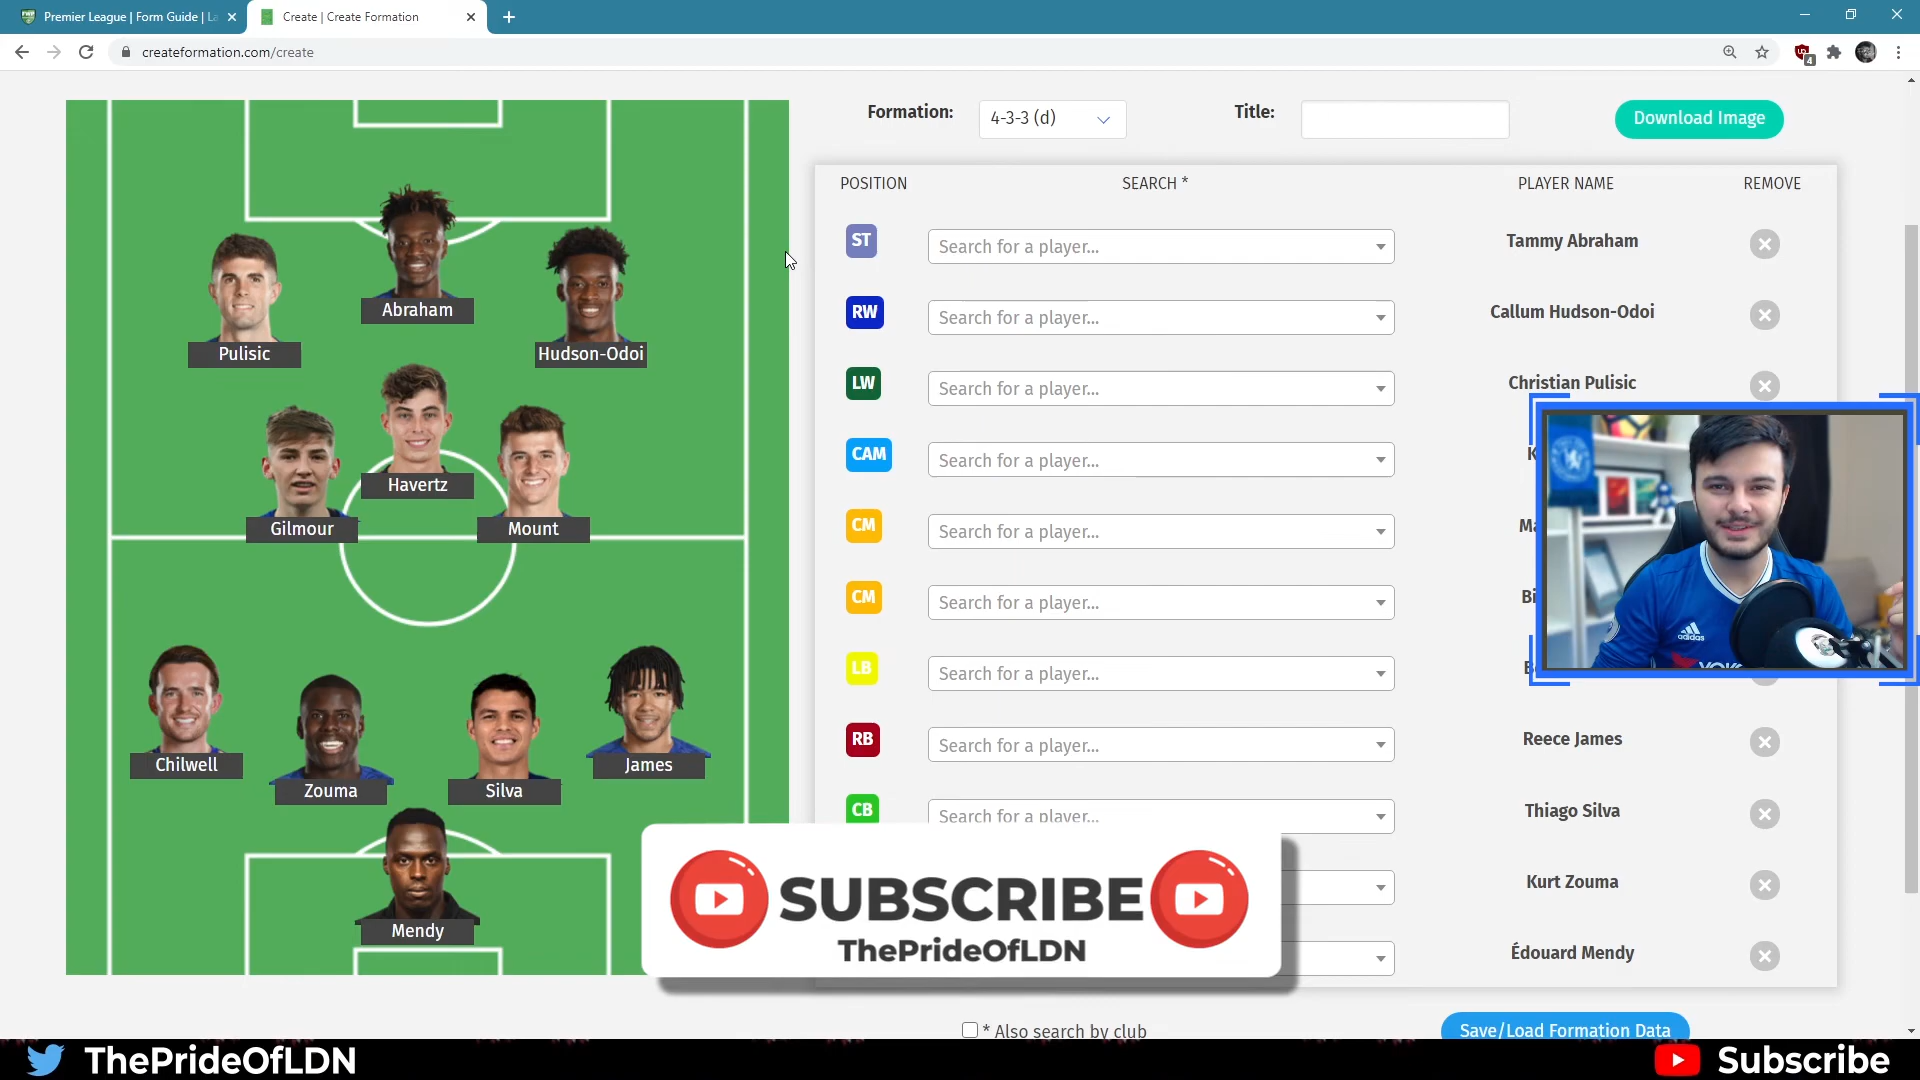 Premier League | Form Guide | La
Create | Create Formation
createformation.com/create
4
Formation:
4-3-3 (d)
Title:
Download Image
POSITION
SEARCH *
PLAYER NAME
REMOVE
ST
Search for a player...
Tammy Abraham
RW
Search for a player...
Callum Hudson-Odoi
LW
Search for a player...
Christian Pulisic
CAM
Search for a player...
K
CM
Search for a player...
Ma
CM
Search for a player...
Bi
LB
Search for a player...
RB
Search for a player...
Reece James
CB
Search for a player...
Thiago Silva
Kurt Zouma
Édouard Mendy
Abraham
Pulisic
Hudson-Odoi
Havertz
Gilmour
Mount
Chilwell
James
Zouma
Silva
Mendy
adidas
SUBSCRIBE
ThePrideOfLDN
* Also search by club
Save/Load Formation Data
ThePrideOfLDN
Subscribe